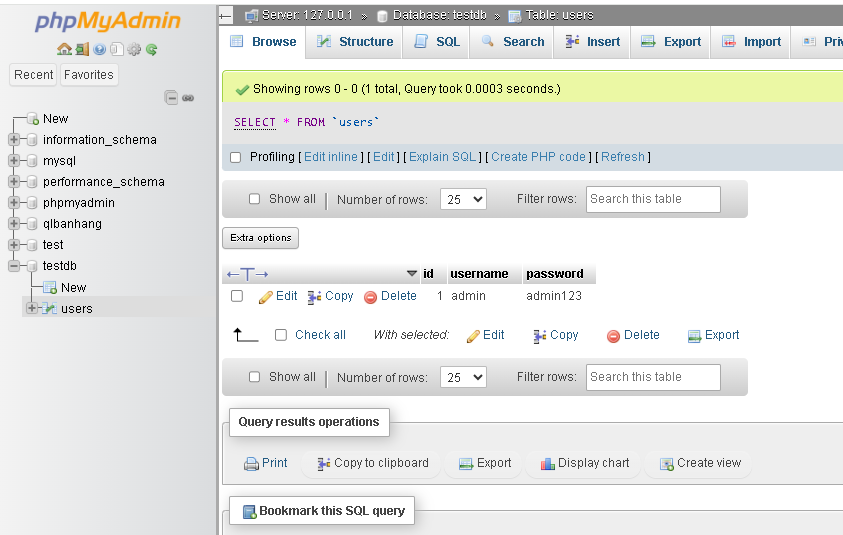 phpMyAdmin
Recent Favorites
New
information_schema
mysql
performance_schema
phpmyadmin
qlbanhang
test
testdb
New
users
Server: 127.0.0.1 » Database: testdb » Table: users
Browse Structure SQL Search Insert Export Import Priv
Showing rows 0 - 0 (1 total, Query took 0.0003 seconds.)
SELECT * FROM `users`
Profiling [ Edit inline ] [ Edit ] [ Explain SQL ] [ Create PHP code ] [ Refresh ]
Show all | Number of rows: 25 Filter rows: Search this table
Extra options
←T→ id username password
Edit Copy Delete 1 admin admin123
Check all With selected: Edit Copy Delete Export
Show all | Number of rows: 25 Filter rows: Search this table
Query results operations
Print Copy to clipboard Export Display chart Create view
Bookmark this SQL query